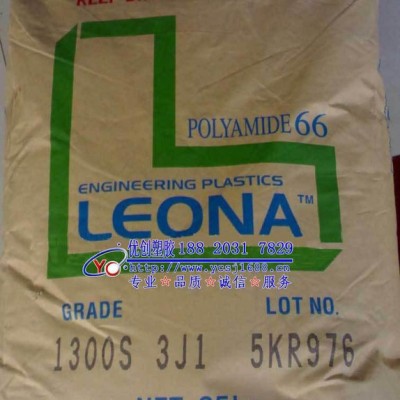 POLYAMIDE 66
ENGINEERING PLASTICS
LEONA™
优创塑胶 188 2031 7829
专业☆品质☆诚信☆服务
GRADE LOT NO.
1300S 3J1 5KR976